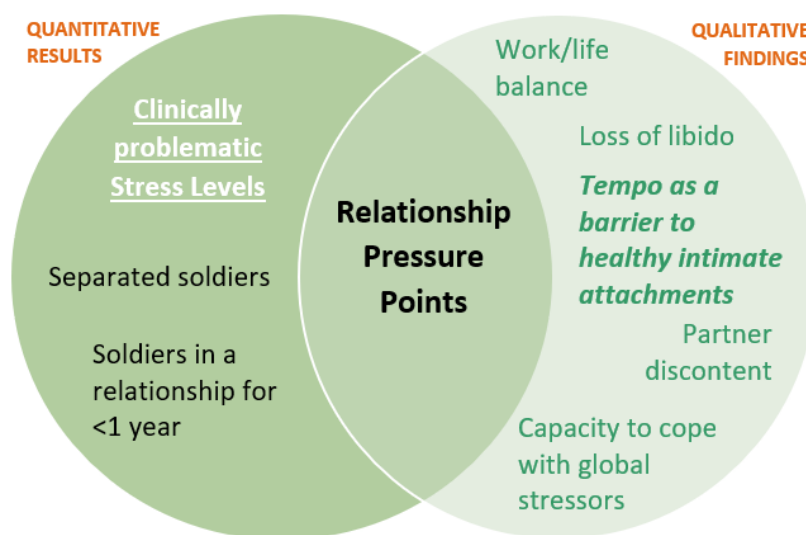 QUANTITATIVE
RESULTS
Clinically
problematic
Stress Levels
Separated soldiers
Soldiers in a
relationship for
<1 year
Relationship
Pressure
Points
QUALITATIVE
FINDINGS
Work/life
balance
Loss of libido
Tempo as a
barrier to
healthy intimate
attachments
Partner
discontent
Capacity to cope
with global
stressors